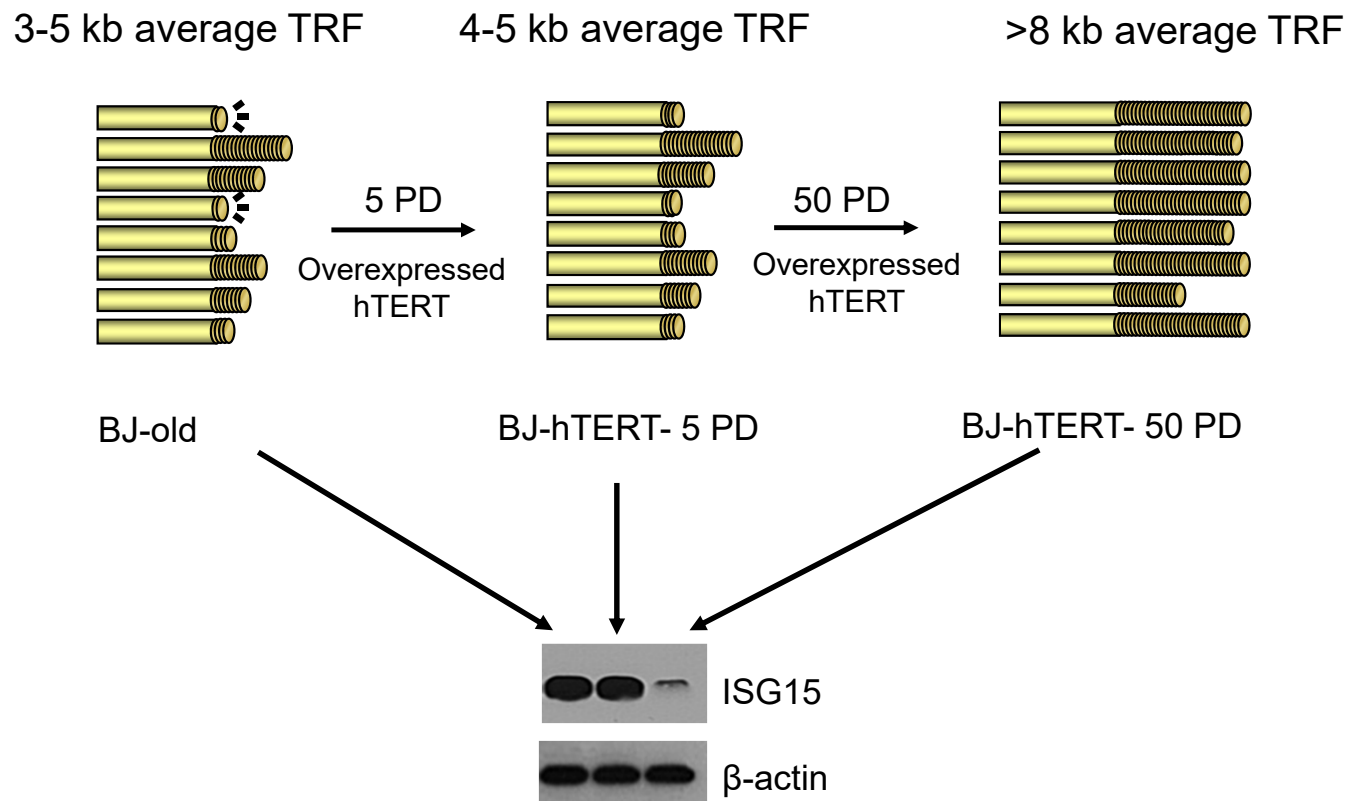 3-5 kb average TRF
4-5 kb average TRF
>8 kb average TRF
5 PD
Overexpressed
hTERT
50 PD
Overexpressed
hTERT
BJ-old
BJ-hTERT- 5 PD
BJ-hTERT- 50 PD
ISG15
β-actin